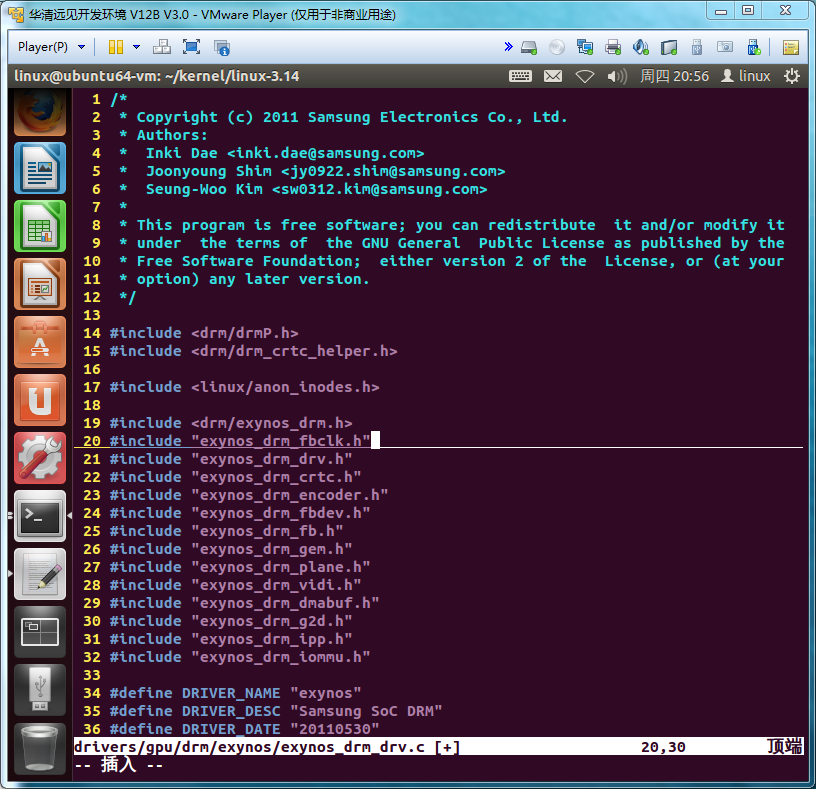 华清远见开发环境 V12B V3.0 - VMware Player (仅用于非商业用途)
Player(P)
linux@ubuntu64-vm: ~/kernel/linux-3.14 周四 20:56 linux
1 /*
2  * Copyright (c) 2011 Samsung Electronics Co., Ltd.
3  * Authors:
4  *  Inki Dae <inki.dae@samsung.com>
5  *  Joonyoung Shim <jy0922.shim@samsung.com>
6  *  Seung-Woo Kim <sw0312.kim@samsung.com>
7  *
8  * This program is free software; you can redistribute  it and/or modify it
9  * under  the terms of  the GNU General  Public License as published by the
10  * Free Software Foundation;  either version 2 of the  License, or (at your
11  * option) any later version.
12  */
13
14 #include <drm/drmP.h>
15 #include <drm/drm_crtc_helper.h>
16
17 #include <linux/anon_inodes.h>
18
19 #include <drm/exynos_drm.h>
20 #include "exynos_drm_fbclk.h"
21 #include "exynos_drm_drv.h"
22 #include "exynos_drm_crtc.h"
23 #include "exynos_drm_encoder.h"
24 #include "exynos_drm_fbdev.h"
25 #include "exynos_drm_fb.h"
26 #include "exynos_drm_gem.h"
27 #include "exynos_drm_plane.h"
28 #include "exynos_drm_vidi.h"
29 #include "exynos_drm_dmabuf.h"
30 #include "exynos_drm_g2d.h"
31 #include "exynos_drm_ipp.h"
32 #include "exynos_drm_iommu.h"
33
34 #define DRIVER_NAME "exynos"
35 #define DRIVER_DESC "Samsung SoC DRM"
36 #define DRIVER_DATE "20110530"
drivers/gpu/drm/exynos/exynos_drm_drv.c [+] 20,30 顶端
-- 插入 --